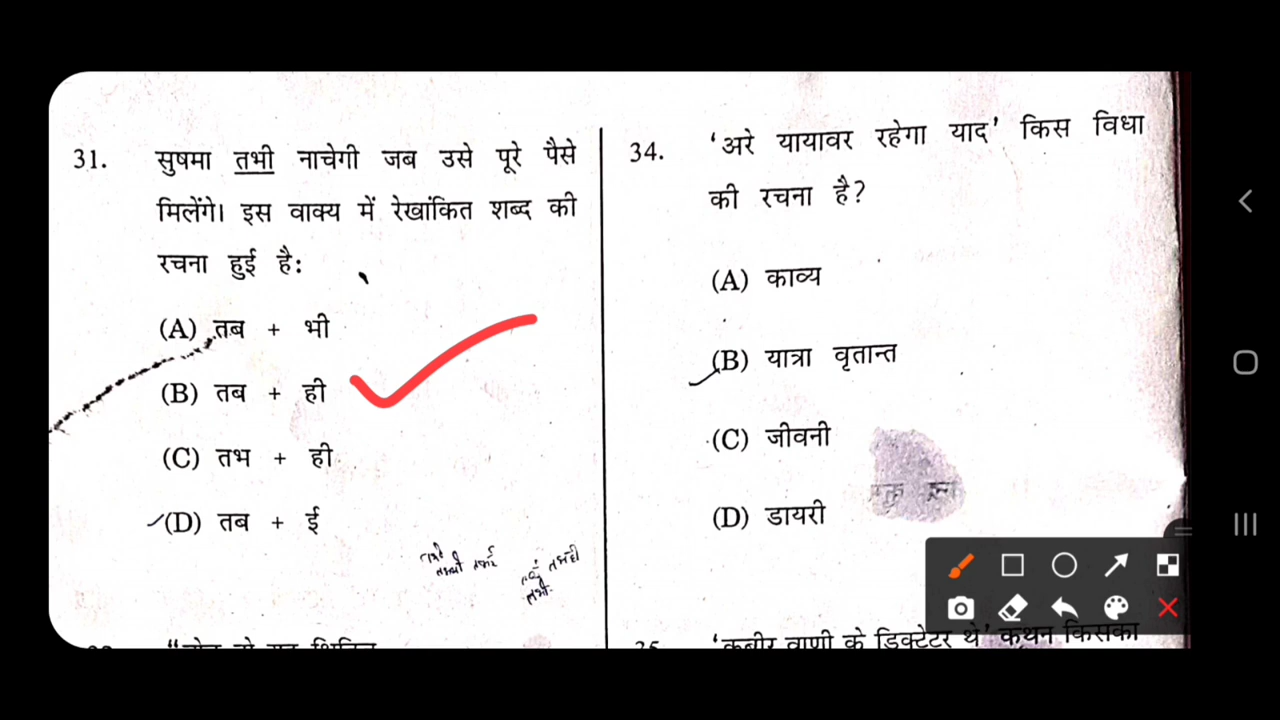 31. सुषमा तभी नाचेगी जब उसे पूरे पैसे
मिलेंगे। इस वाक्य में रेखांकित शब्द की
रचना हुई है:
(A) तब + भी
(B) तब + ही
(C) तभ + ही
(D) तब + ई
34. 'अरे यायावर रहेगा याद' किस विधा
की रचना है?
(A) काव्य
(B) यात्रा वृतान्त
(C) जीवनी
(D) डायरी
35. 'कबीर वाणी के डिक्टेटर थे' कथन किसका